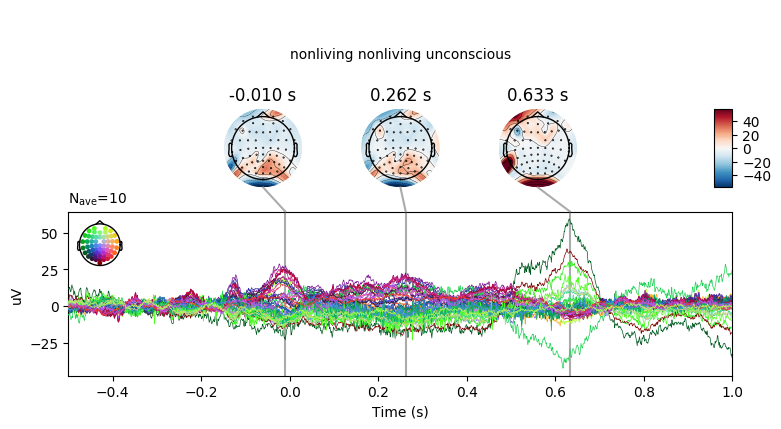 nonliving nonliving unconscious
-0.010 s 0.262 s 0.633 s
40
20
0
−20
−40
Nave=10
50
25
0
−25
uV
−0.4 −0.2 0.0 0.2 0.4 0.6 0.8 1.0
Time (s)